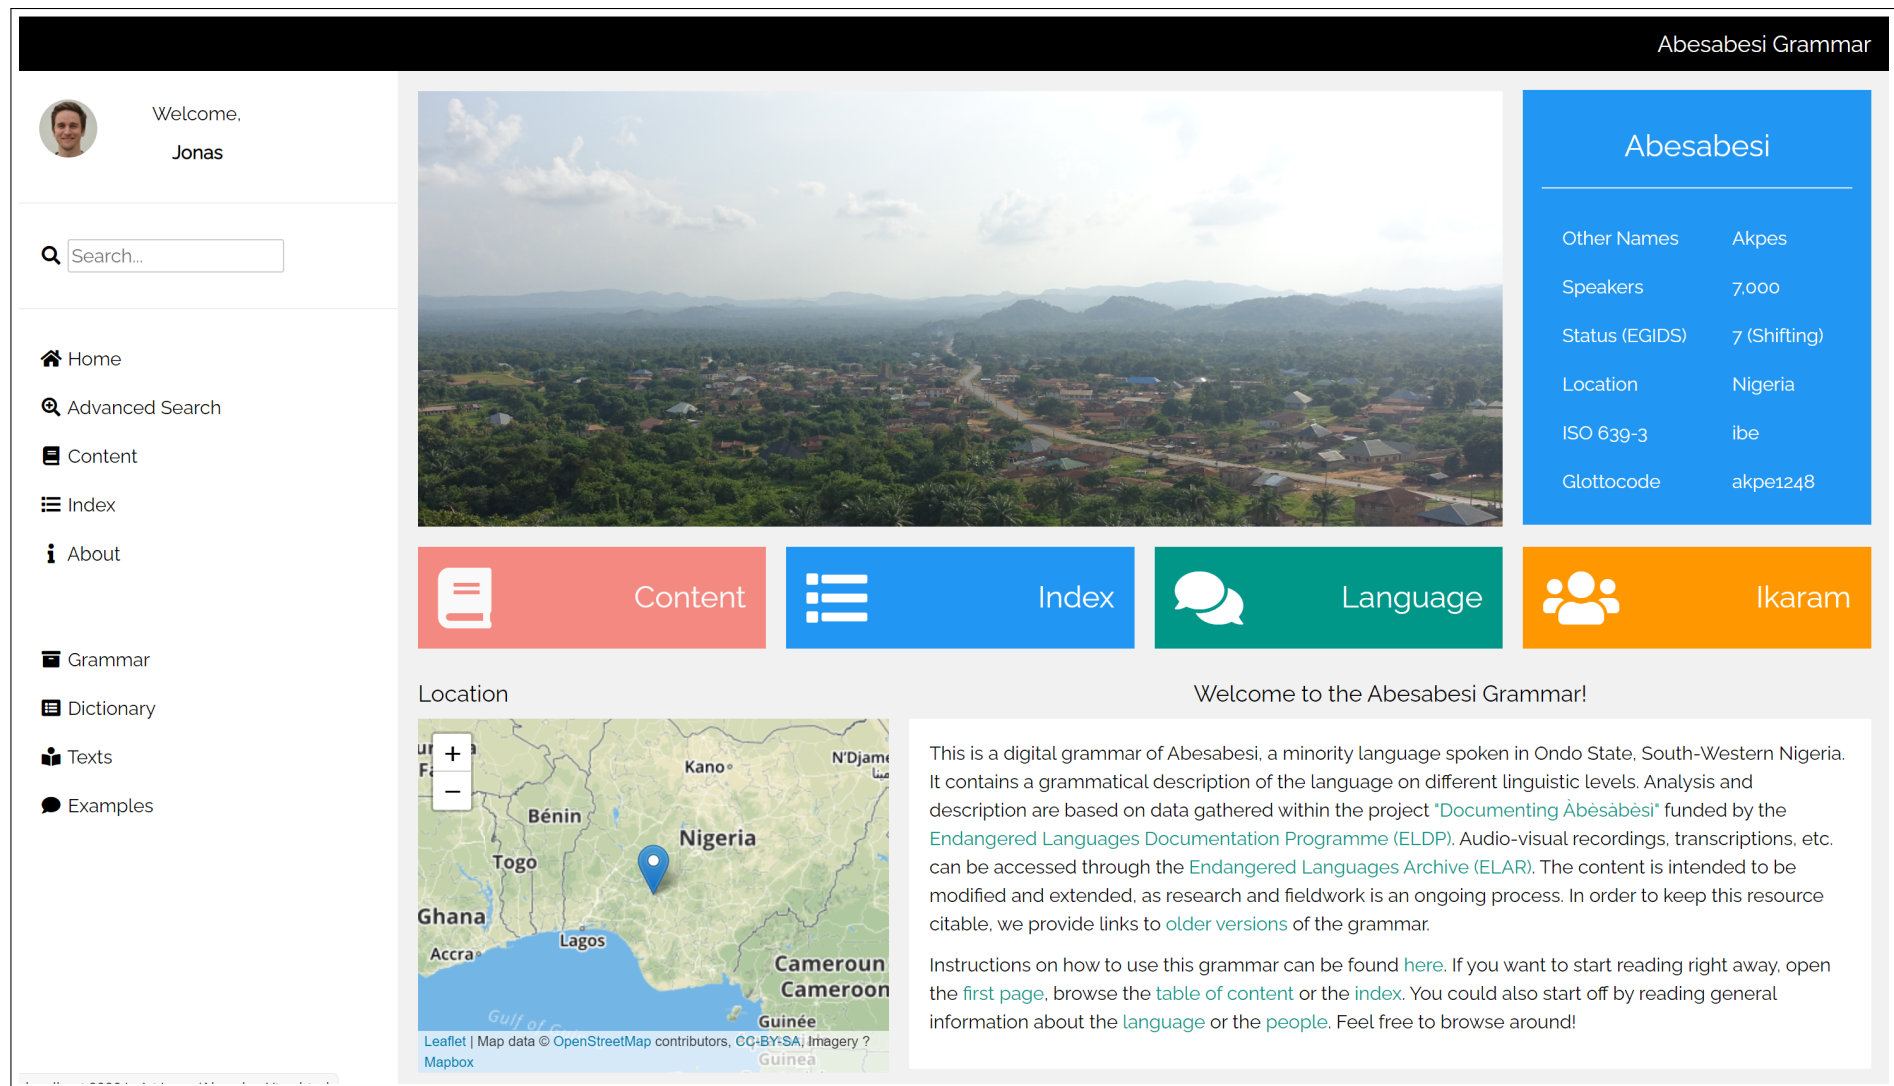 Abesabesi Grammar
Welcome,
Jonas
Search...
Home
Advanced Search
Content
Index
About
Grammar
Dictionary
Texts
Examples
Abesabesi
Other Names Akpes
Speakers 7,000
Status (EGIDS) 7 (Shifting)
Location Nigeria
ISO 639-3 ibe
Glottocode akpe1248
Content
Index
Language
Ikaram
Location
+
−
Kano
N'Djame
Bénin
Nigeria
Togo
Ghana
Lagos
Accra
Cameroun
Cameroon
Gulf of
Guinée
Guinea
Leaflet | Map data © OpenStreetMap contributors, CC-BY-SA, Imagery ?
Mapbox
Welcome to the Abesabesi Grammar!
This is a digital grammar of Abesabesi, a minority language spoken in Ondo State, South-Western Nigeria.
It contains a grammatical description of the language on different linguistic levels. Analysis and
description are based on data gathered within the project "Documenting Àbèsàbèsì" funded by the
Endangered Languages Documentation Programme (ELDP). Audio-visual recordings, transcriptions, etc.
can be accessed through the Endangered Languages Archive (ELAR). The content is intended to be
modified and extended, as research and fieldwork is an ongoing process. In order to keep this resource
citable, we provide links to older versions of the grammar.
Instructions on how to use this grammar can be found here. If you want to start reading right away, open
the first page, browse the table of content or the index. You could also start off by reading general
information about the language or the people. Feel free to browse around!